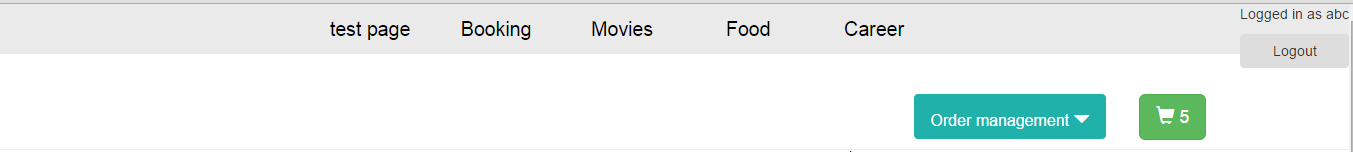 Logged in as abc
test page Booking Movies Food Career
Logout
Order management 5